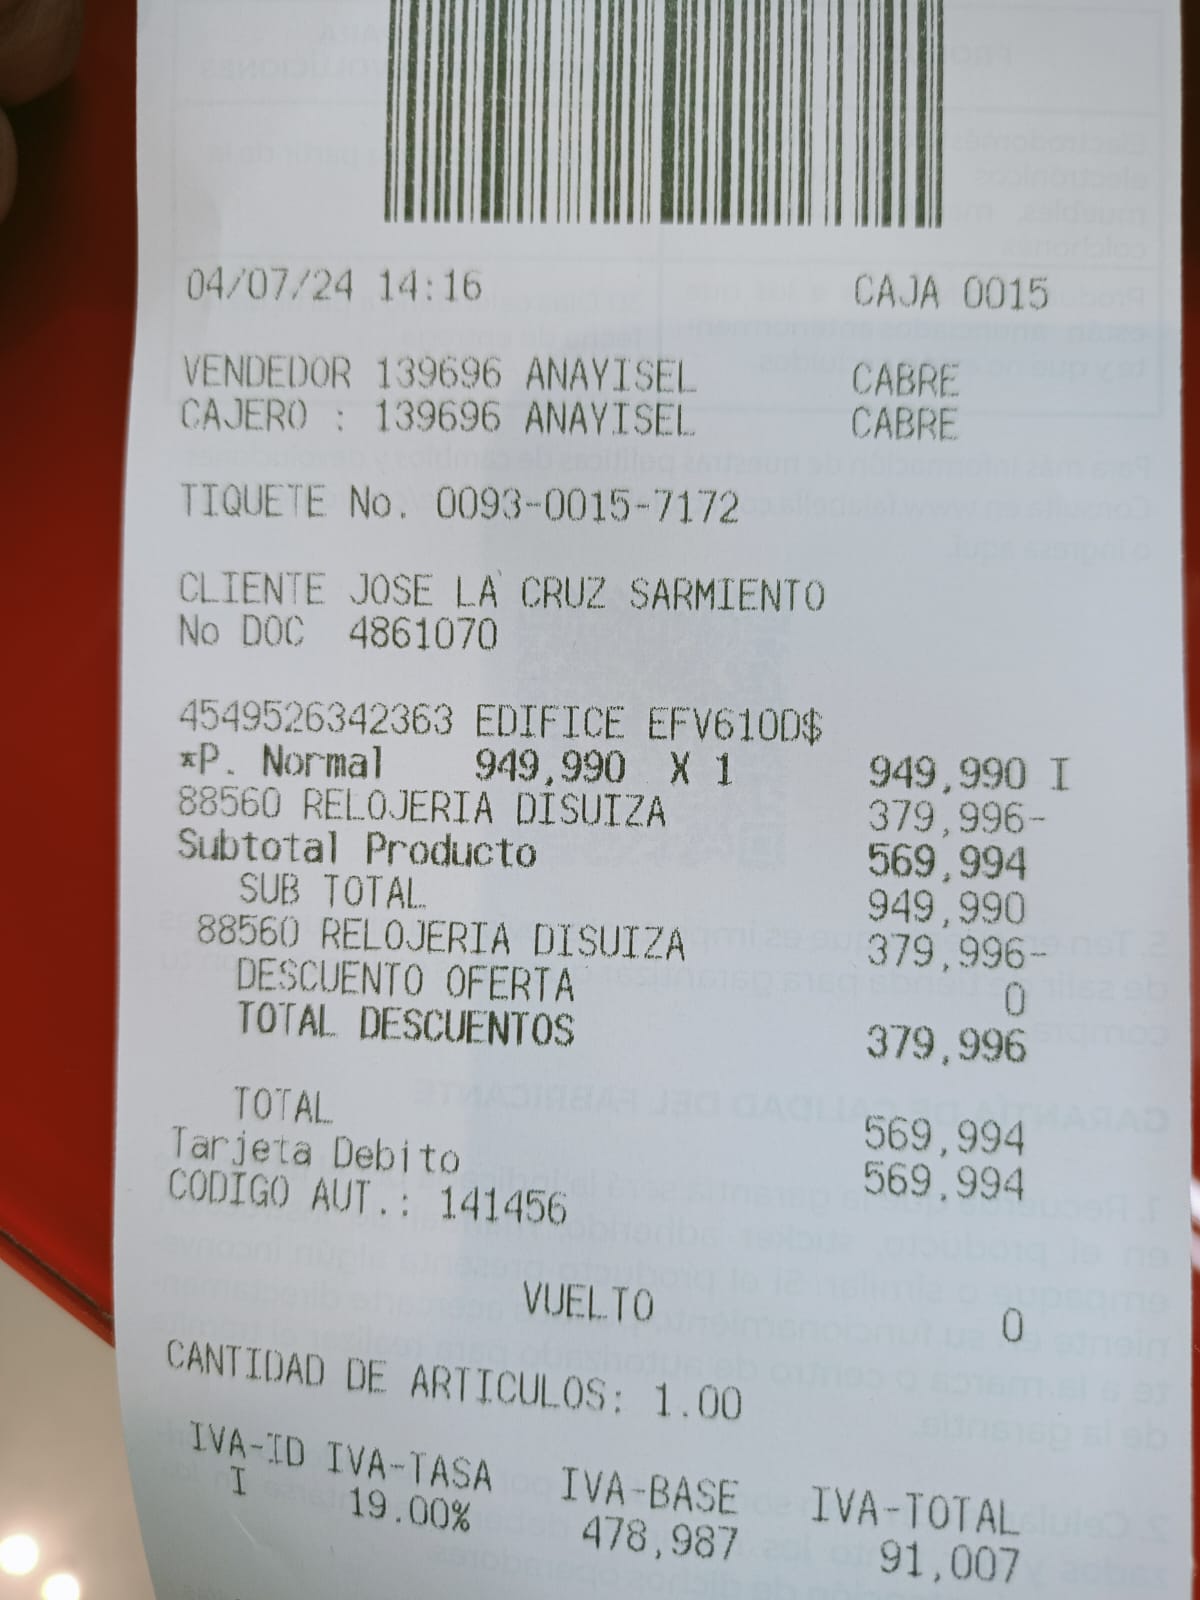 04/07/24 14:16 CAJA 0015
VENDEDOR 139696 ANAYISEL CABRE
CAJERO : 139696 ANAYISEL CABRE
TIQUETE No. 0093-0015-7172
CLIENTE JOSE LA CRUZ SARMIENTO
No DOC 4861070
4549526342363 EDIFICE EFV610D$
*P. Normal 949,990 X 1 949,990 I
88560 RELOJERIA DISUIZA 379,996-
Subtotal Producto 569,994
SUB TOTAL 949,990
88560 RELOJERIA DISUIZA 379,996-
DESCUENTO OFERTA 0
TOTAL DESCUENTOS 379,996
TOTAL 569,994
Tarjeta Debito 569,994
CODIGO AUT.: 141456
VUELTO 0
CANTIDAD DE ARTICULOS: 1.00
IVA-ID IVA-TASA IVA-BASE IVA-TOTAL
I 19.00% 478,987 91,007